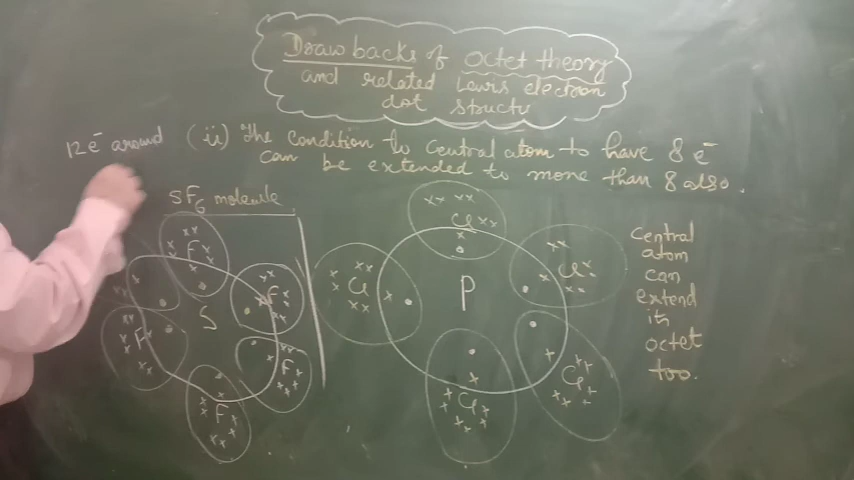 Drawbacks of octet theory
and related Lewis electron
dot structu
12 e⁻ around
(ii) The condition to central atom to have 8 e⁻
can be extended to more than 8 also.
SF₆ molecule
F
F
S
F
F
F
Cl
Cl
P
Cl
Cl
Cl
Central
atom
can
extend
its
octet
too.